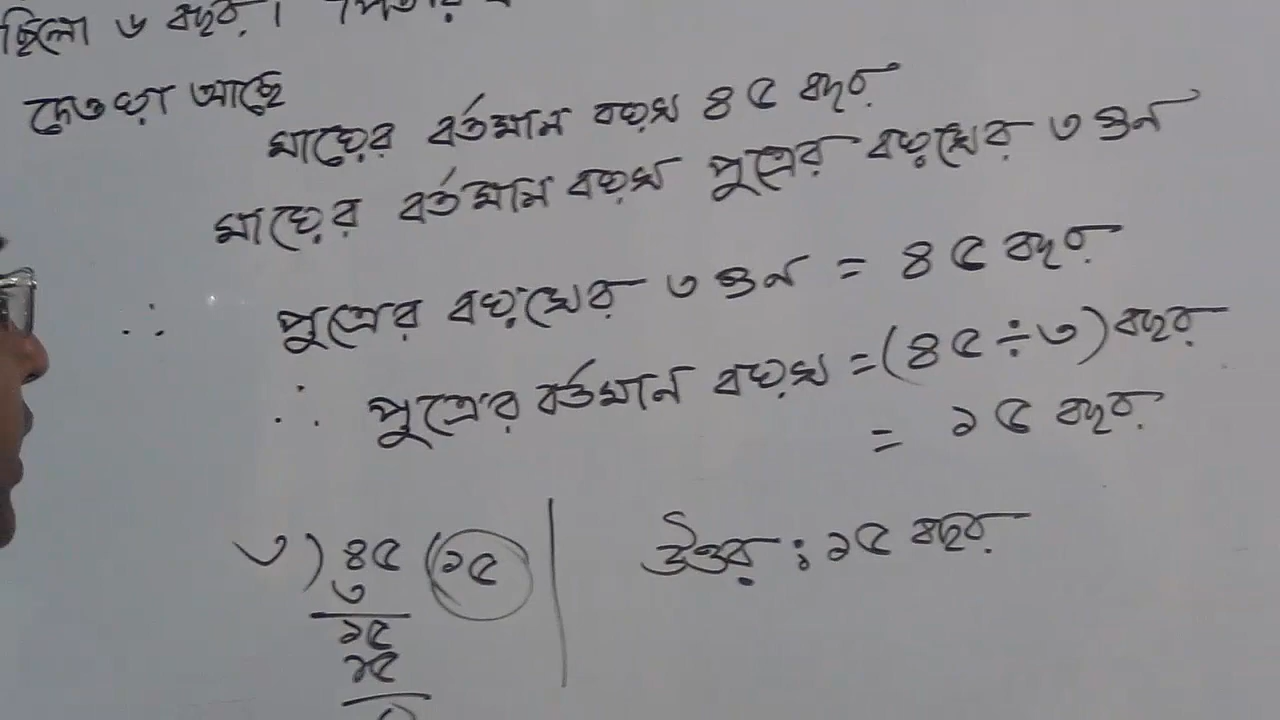 ছিলো ৬ বছর।
দেওয়া আছে
মায়ের বর্তমান বয়স ৪৫ বছর
মায়ের বর্তমান বয়স পুত্রের বয়সের ৩ গুন
∴ পুত্রের বয়সের ৩ গুন = ৪৫ বছর
∴ পুত্রের বর্তমান বয়স = (৪৫ ÷ ৩) বছর
= ১৫ বছর
৩) ৪৫ (১৫
৩
১৫
১৫
০
উত্তর : ১৫ বছর